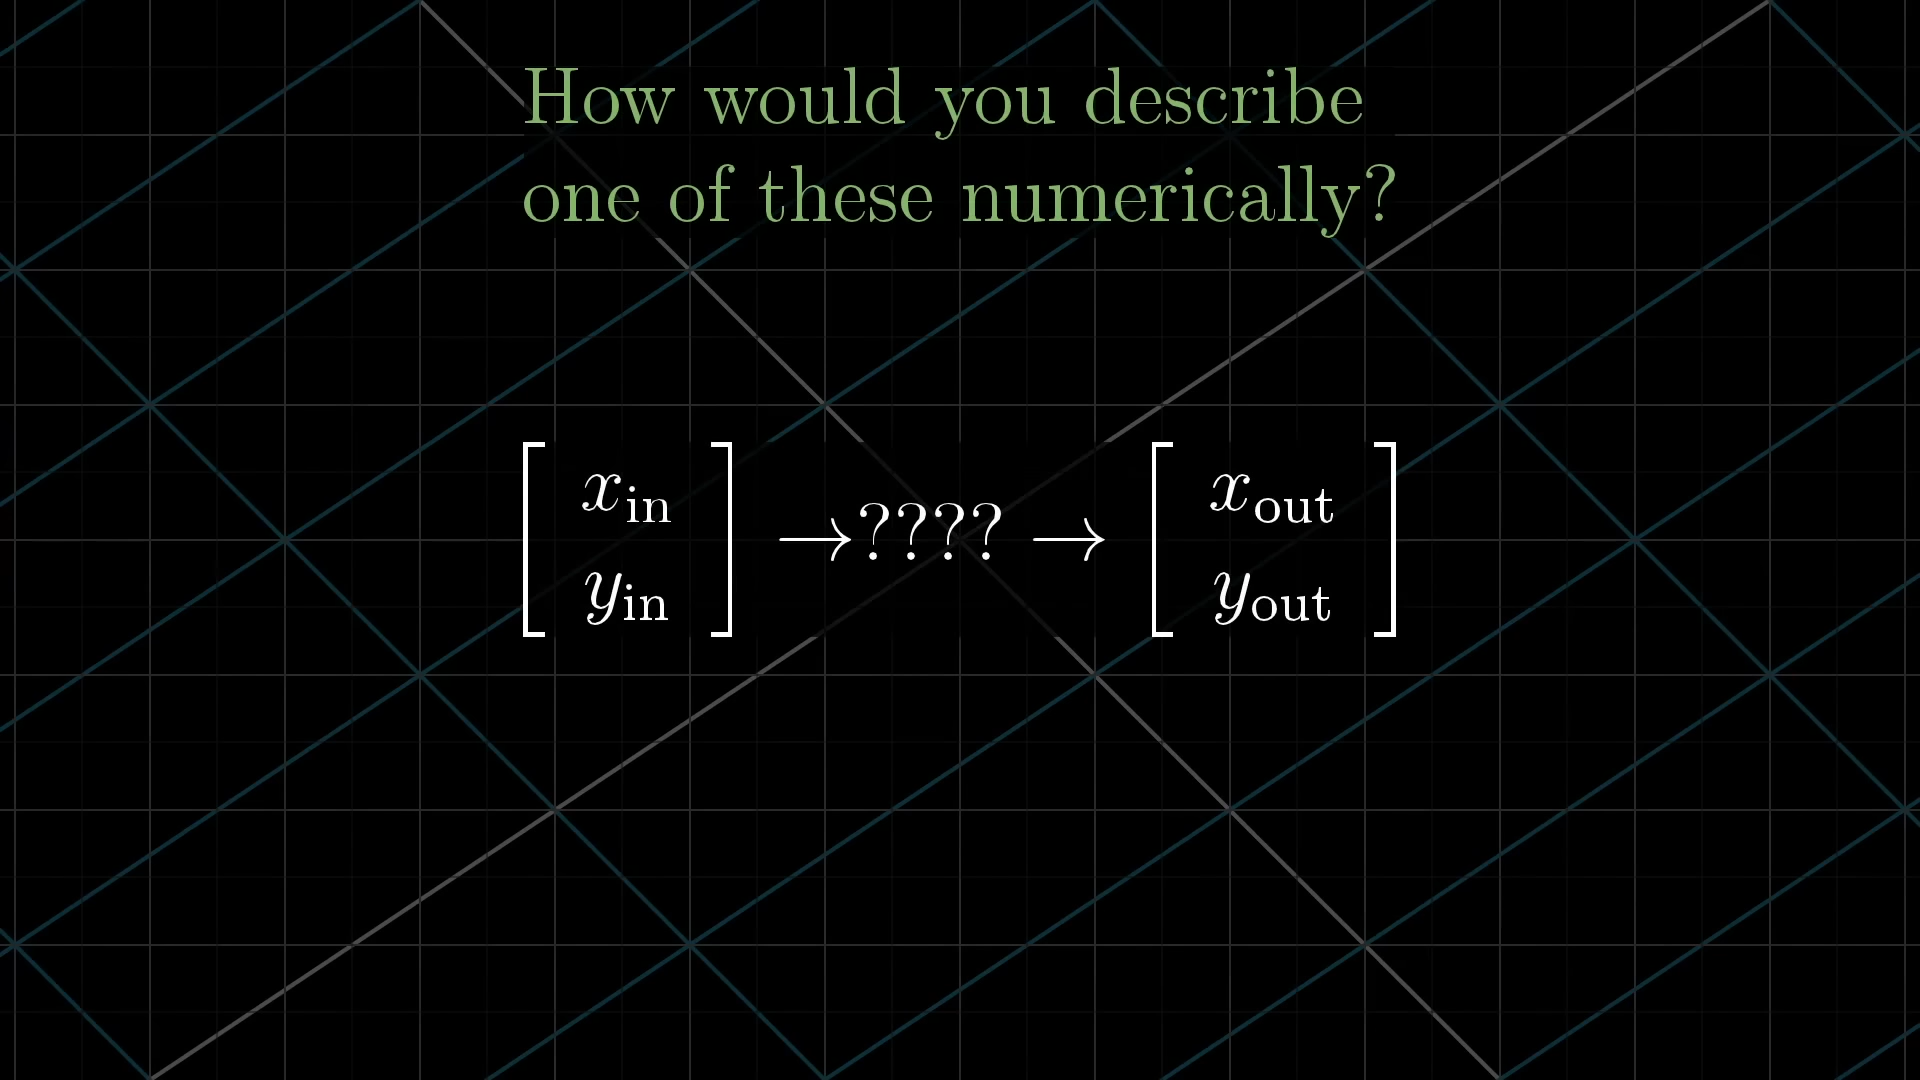 How would you describe
one of these numerically?
[x_in y_in] →????→ [x_out y_out]